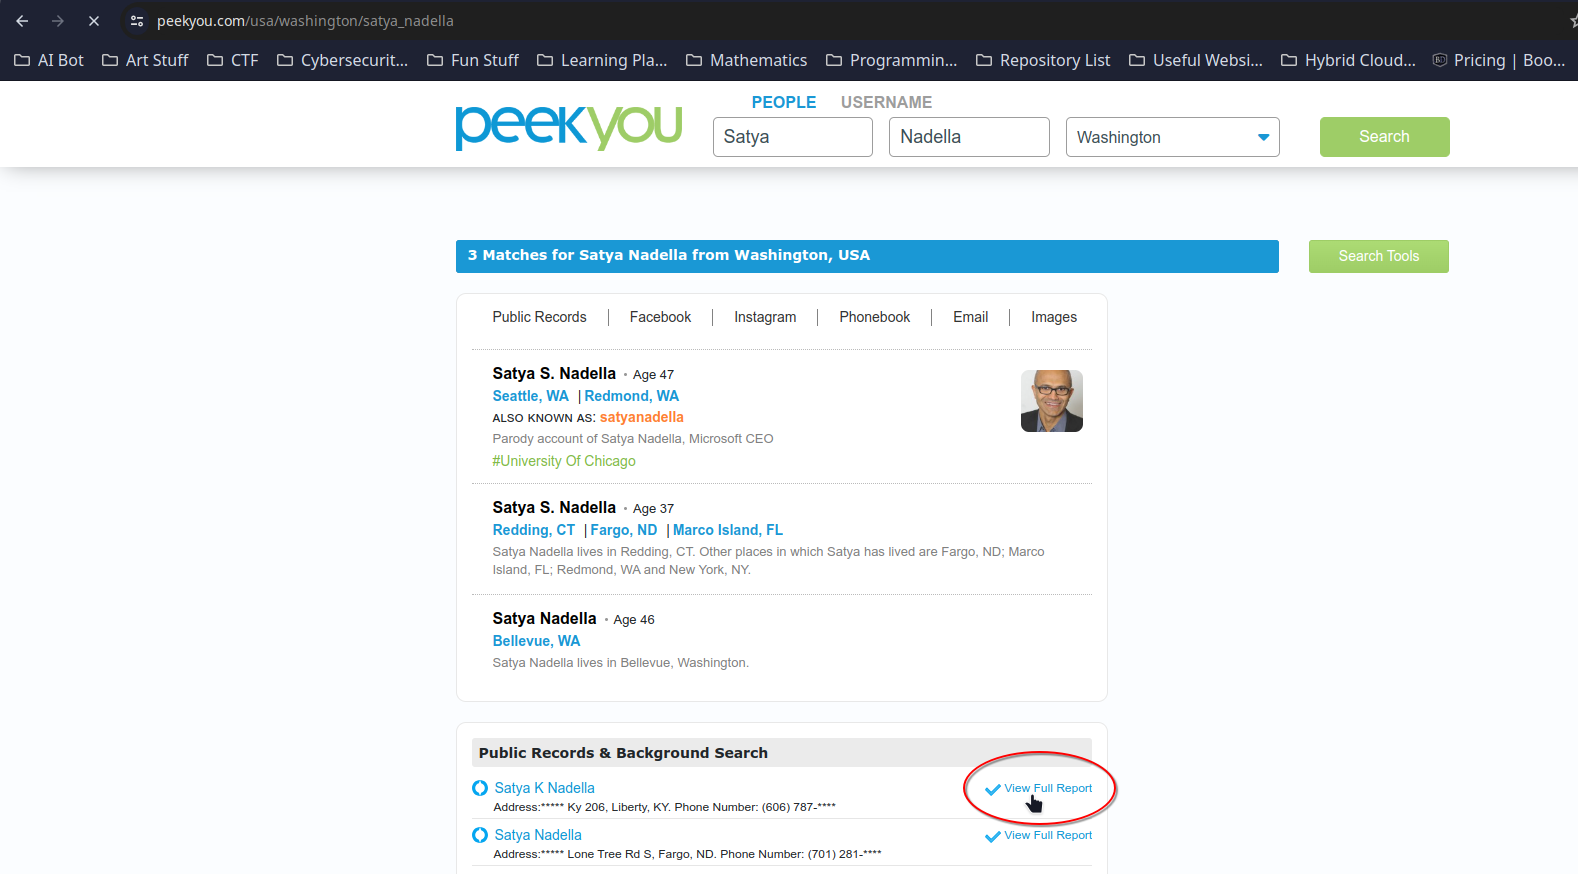 peekyou.com/usa/washington/satya_nadella
AI Bot Art Stuff CTF Cybersecurit... Fun Stuff Learning Pla... Mathematics Programmin... Repository List Useful Websi... Hybrid Cloud... Pricing | Boo...
PEOPLE USERNAME
peekyou Satya Nadella Washington Search
3 Matches for Satya Nadella from Washington, USA Search Tools
Public Records | Facebook | Instagram | Phonebook | Email | Images
Satya S. Nadella • Age 47
Seattle, WA | Redmond, WA
ALSO KNOWN AS: satyanadella
Parody account of Satya Nadella, Microsoft CEO
#University Of Chicago
Satya S. Nadella • Age 37
Redding, CT | Fargo, ND | Marco Island, FL
Satya Nadella lives in Redding, CT. Other places in which Satya has lived are Fargo, ND; Marco
Island, FL; Redmond, WA and New York, NY.
Satya Nadella • Age 46
Bellevue, WA
Satya Nadella lives in Bellevue, Washington.
Public Records & Background Search
Satya K Nadella View Full Report
Address:***** Ky 206, Liberty, KY. Phone Number: (606) 787-****
Satya Nadella View Full Report
Address:***** Lone Tree Rd S, Fargo, ND. Phone Number: (701) 281-****